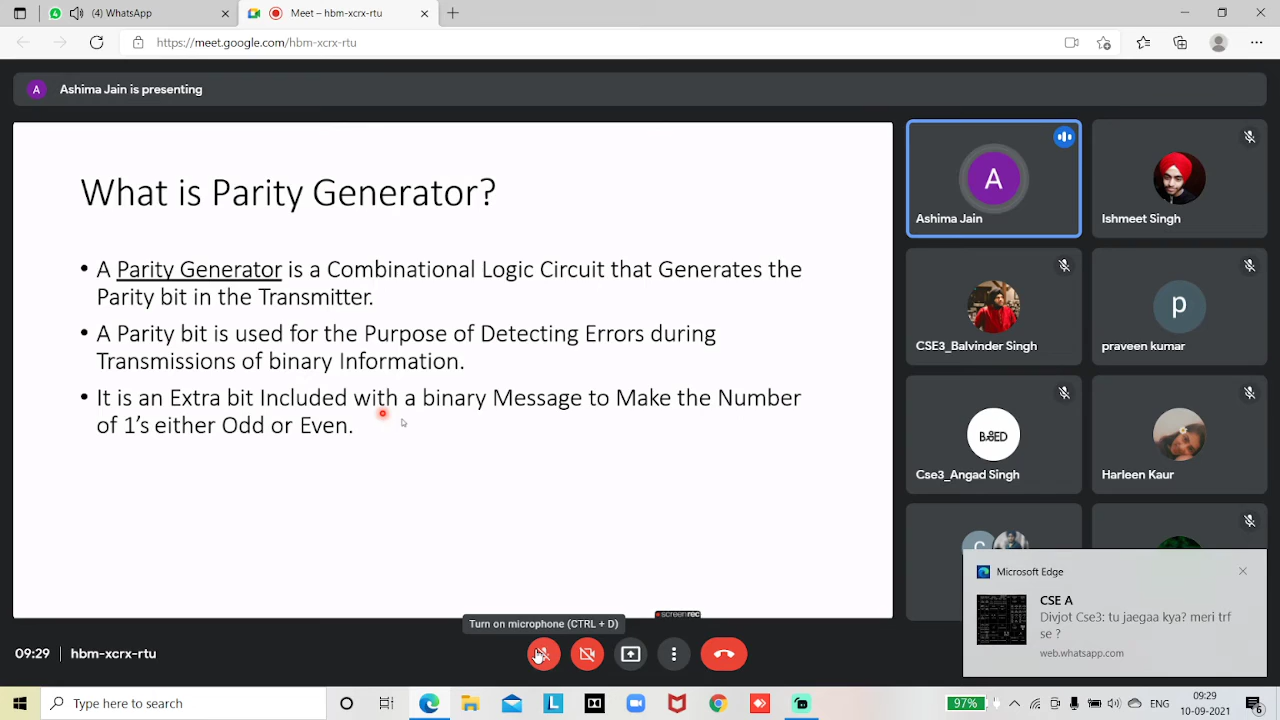 4
(4) WhatsApp
Meet – hbm-xcrx-rtu
https://meet.google.com/hbm-xcrx-rtu
A
Ashima Jain is presenting
What is Parity Generator?
• A Parity Generator is a Combinational Logic Circuit that Generates the
Parity bit in the Transmitter.
• A Parity bit is used for the Purpose of Detecting Errors during
Transmissions of binary Information.
• It is an Extra bit Included with a binary Message to Make the Number
of 1's either Odd or Even.
screenrec
A
Ashima Jain
Ishmeet Singh
CSE3_Balvinder Singh
p
praveen kumar
Cse3_Angad Singh
Harleen Kaur
C
Microsoft Edge
CSE A
Divjot Cse3: tu jaegaa kya? meri trf
se ?
web.whatsapp.com
Turn on microphone (CTRL + D)
09:29
hbm-xcrx-rtu
Type here to search
L
97%
ENG
09:29
10-09-2021
6